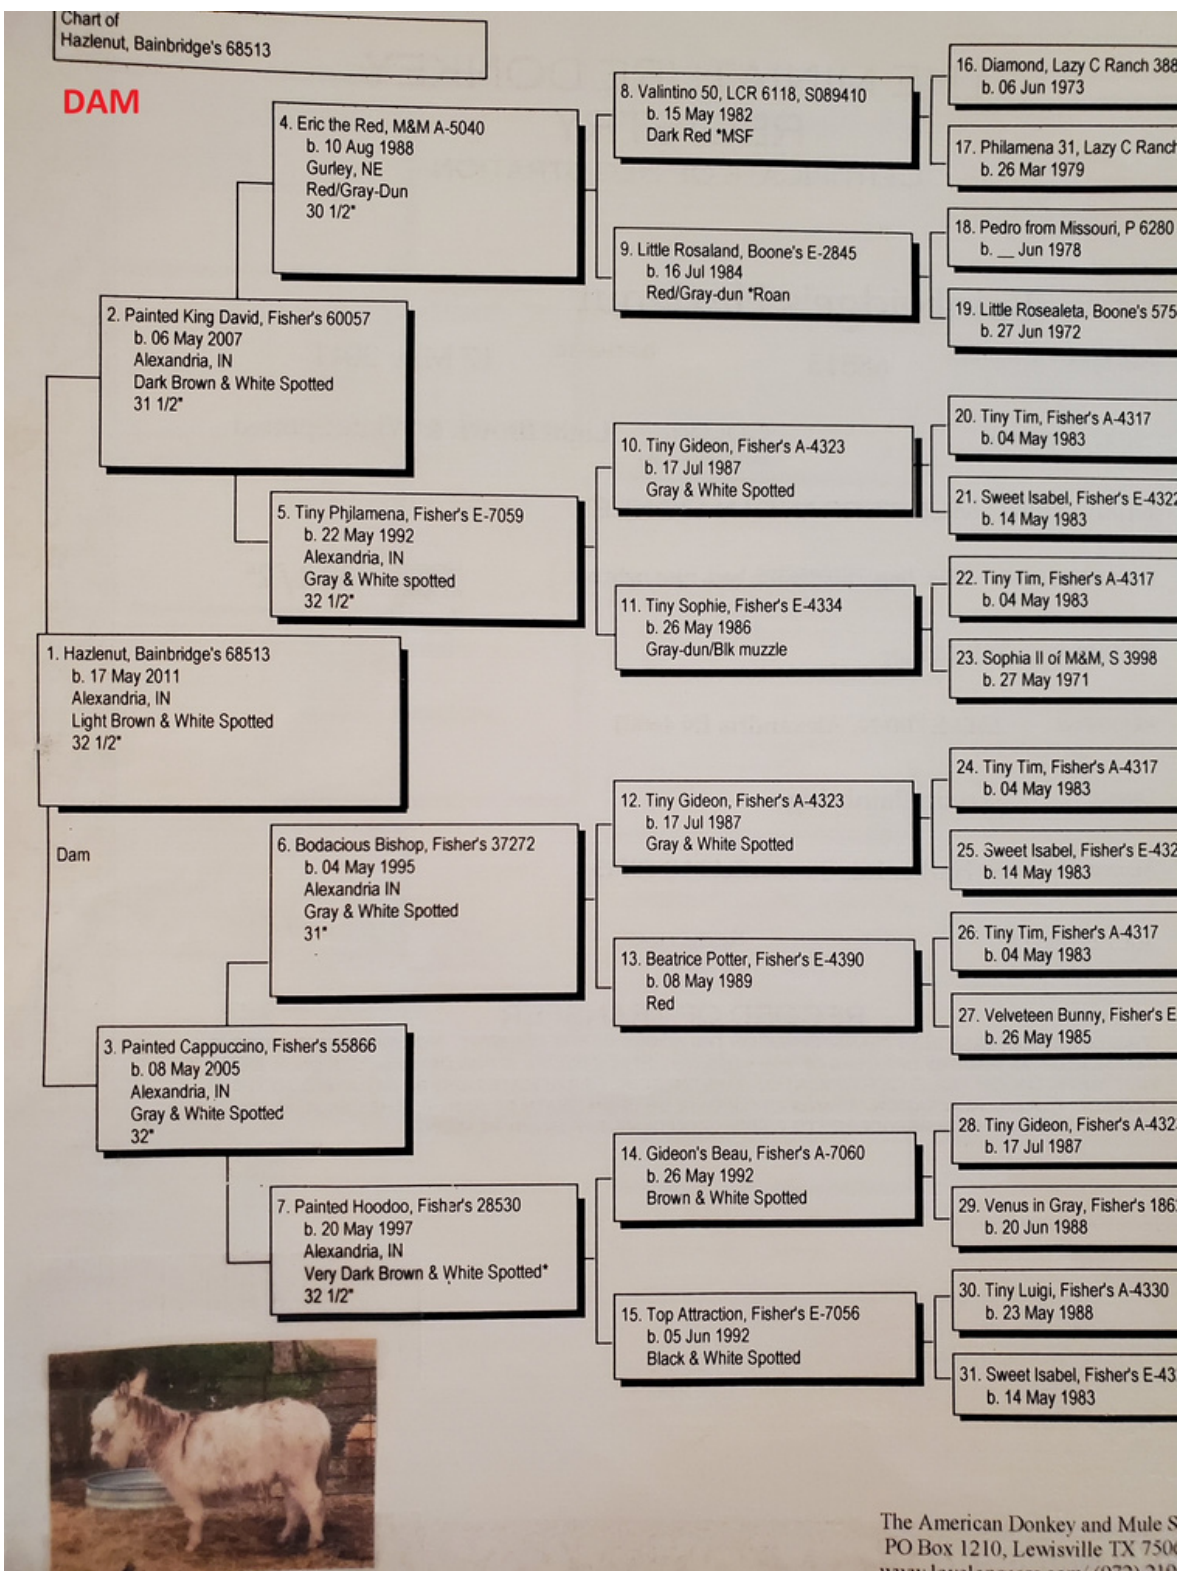 Chart of
Hazlenut, Bainbridge's 68513
DAM
1. Hazlenut, Bainbridge's 68513
b. 17 May 2011
Alexandria, IN
Light Brown & White Spotted
32 1/2"
Dam
2. Painted King David, Fisher's 60057
b. 06 May 2007
Alexandria, IN
Dark Brown & White Spotted
31 1/2"
3. Painted Cappuccino, Fisher's 55866
b. 08 May 2005
Alexandria, IN
Gray & White Spotted
32"
4. Eric the Red, M&M A-5040
b. 10 Aug 1988
Gurley, NE
Red/Gray-Dun
30 1/2"
5. Tiny Philamena, Fisher's E-7059
b. 22 May 1992
Alexandria, IN
Gray & White spotted
32 1/2"
6. Bodacious Bishop, Fisher's 37272
b. 04 May 1995
Alexandria IN
Gray & White Spotted
31"
7. Painted Hoodoo, Fisher's 28530
b. 20 May 1997
Alexandria, IN
Very Dark Brown & White Spotted*
32 1/2"
8. Valintino 50, LCR 6118, S089410
b. 15 May 1982
Dark Red *MSF
9. Little Rosaland, Boone's E-2845
b. 16 Jul 1984
Red/Gray-dun *Roan
10. Tiny Gideon, Fisher's A-4323
b. 17 Jul 1987
Gray & White Spotted
11. Tiny Sophie, Fisher's E-4334
b. 26 May 1986
Gray-dun/Blk muzzle
12. Tiny Gideon, Fisher's A-4323
b. 17 Jul 1987
Gray & White Spotted
13. Beatrice Potter, Fisher's E-4390
b. 08 May 1989
Red
14. Gideon's Beau, Fisher's A-7060
b. 26 May 1992
Brown & White Spotted
15. Top Attraction, Fisher's E-7056
b. 05 Jun 1992
Black & White Spotted
16. Diamond, Lazy C Ranch 388
b. 06 Jun 1973
17. Philamena 31, Lazy C Ranch
b. 26 Mar 1979
18. Pedro from Missouri, P 6280
b. __ Jun 1978
19. Little Rosealeta, Boone's 575
b. 27 Jun 1972
20. Tiny Tim, Fisher's A-4317
b. 04 May 1983
21. Sweet Isabel, Fisher's E-4322
b. 14 May 1983
22. Tiny Tim, Fisher's A-4317
b. 04 May 1983
23. Sophia II of M&M, S 3998
b. 27 May 1971
24. Tiny Tim, Fisher's A-4317
b. 04 May 1983
25. Sweet Isabel, Fisher's E-432
b. 14 May 1983
26. Tiny Tim, Fisher's A-4317
b. 04 May 1983
27. Velveteen Bunny, Fisher's E
b. 26 May 1985
28. Tiny Gideon, Fisher's A-432
b. 17 Jul 1987
29. Venus in Gray, Fisher's 186
b. 20 Jun 1988
30. Tiny Luigi, Fisher's A-4330
b. 23 May 1988
31. Sweet Isabel, Fisher's E-43
b. 14 May 1983
The American Donkey and Mule S
PO Box 1210, Lewisville TX 750